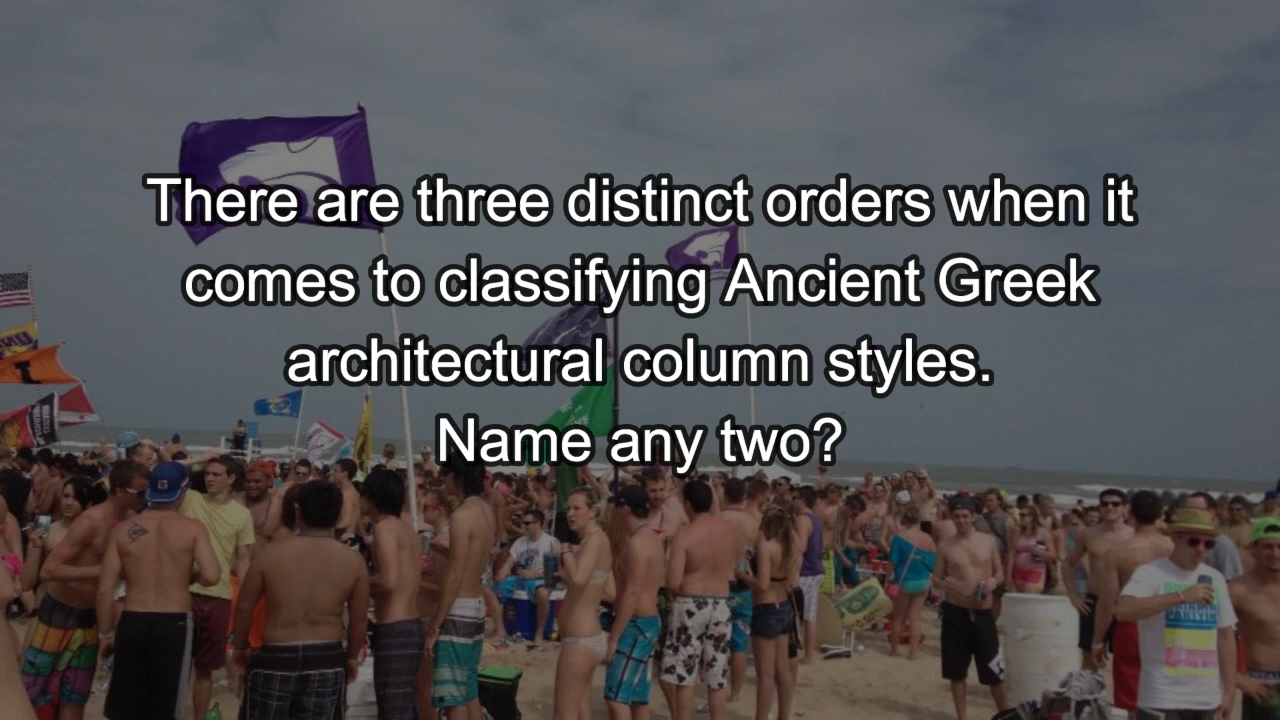 There are three distinct orders when it
comes to classifying Ancient Greek
architectural column styles.
Name any two?